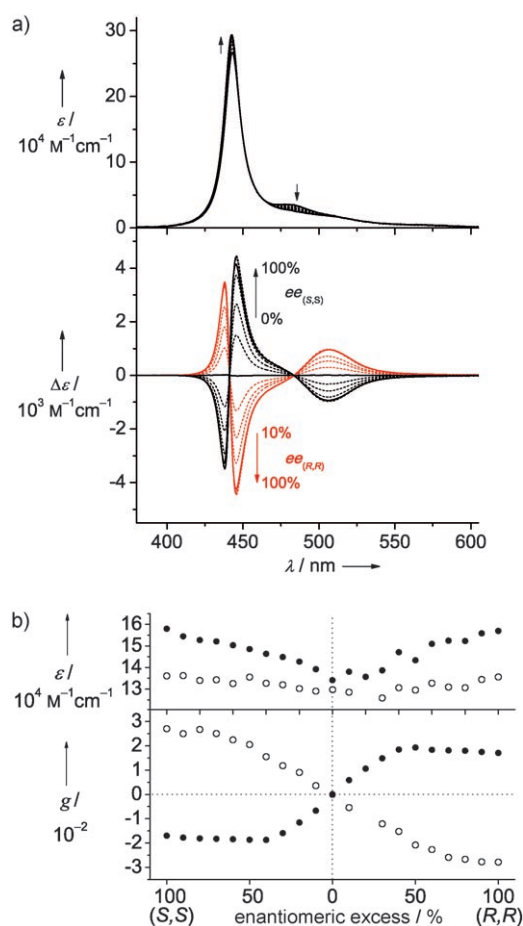 a)
30
20
10
0
ε /
10⁴ M⁻¹cm⁻¹
4
2
0
-2
-4
Δε /
10³ M⁻¹cm⁻¹
100%
ee(S,S)
0%
10%
ee(R,R)
100%
400 450 500 550 600
λ / nm
b)
16
15
14
13
ε /
10⁴ M⁻¹cm⁻¹
3
2
1
0
-1
-2
-3
g /
10⁻²
100 50 0 50 100
(S,S) enantiomeric excess / % (R,R)